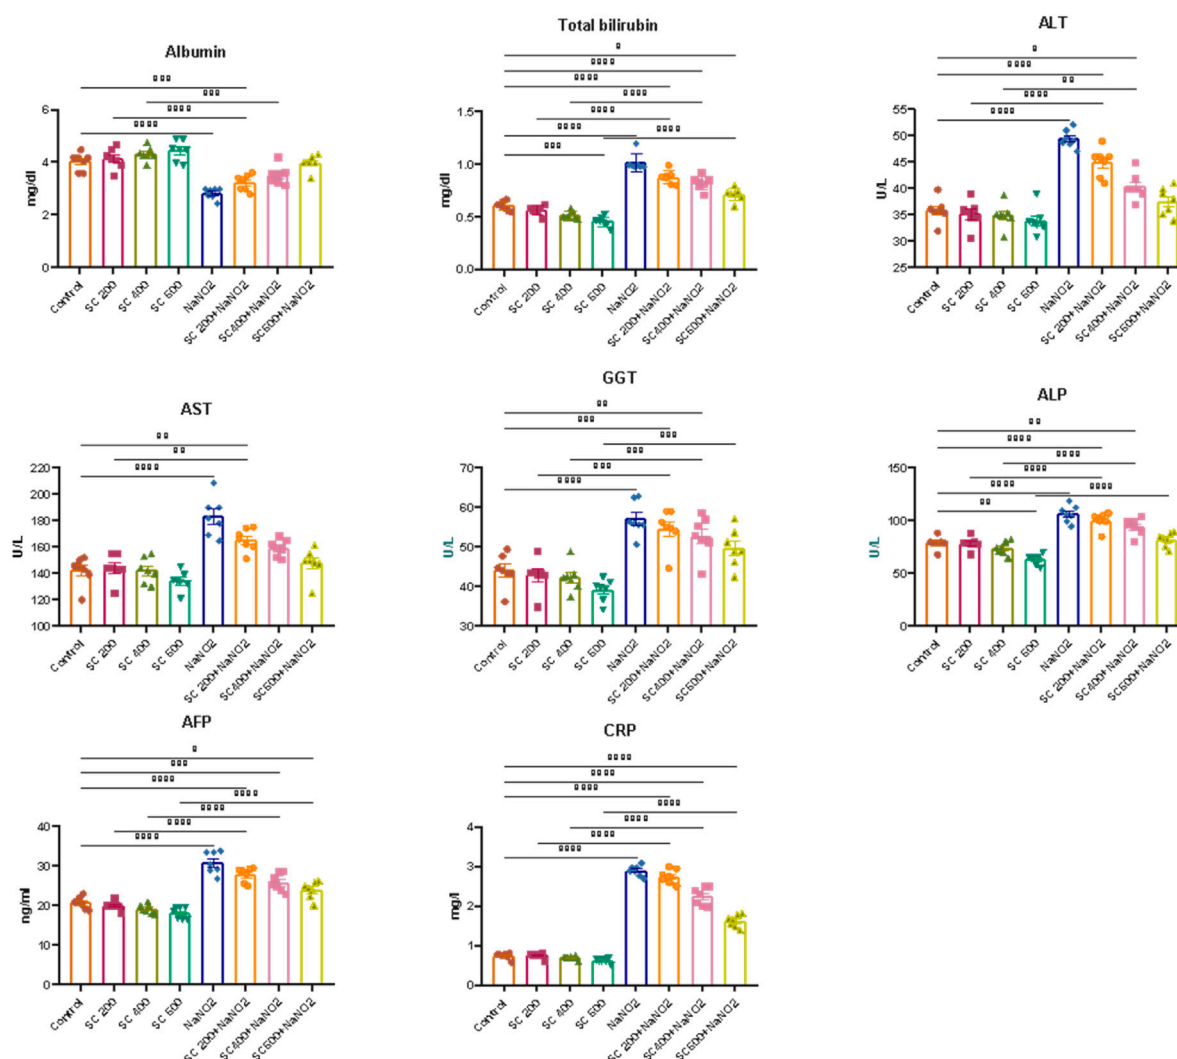 Albumin
mg/dl
6
4
2
0
Control
SC 200
SC 400
SC 600
NaNO2
SC 200+NaNO2
SC400+NaNO2
SC600+NaNO2
Total bilirubin
mg/dl
1.5
1.0
0.5
0.0
Control
SC 200
SC 400
SC 600
NaNO2
SC 200+NaNO2
SC400+NaNO2
SC600+NaNO2
ALT
U/L
55
50
45
40
35
30
25
Control
SC 200
SC 400
SC 600
NaNO2
SC 200+NaNO2
SC400+NaNO2
SC600+NaNO2
AST
U/L
220
200
180
160
140
120
100
Control
SC 200
SC 400
SC 600
NaNO2
SC 200+NaNO2
SC400+NaNO2
SC600+NaNO2
GGT
U/L
70
60
50
40
30
Control
SC 200
SC 400
SC 600
NaNO2
SC 200+NaNO2
SC400+NaNO2
SC600+NaNO2
ALP
U/L
150
100
50
0
Control
SC 200
SC 400
SC 600
NaNO2
SC 200+NaNO2
SC400+NaNO2
SC600+NaNO2
AFP
ng/ml
40
30
20
10
0
Control
SC 200
SC 400
SC 600
NaNO2
SC 200+NaNO2
SC400+NaNO2
SC600+NaNO2
CRP
mg/l
4
3
2
1
0
Control
SC 200
SC 400
SC 600
NaNO2
SC 200+NaNO2
SC400+NaNO2
SC600+NaNO2